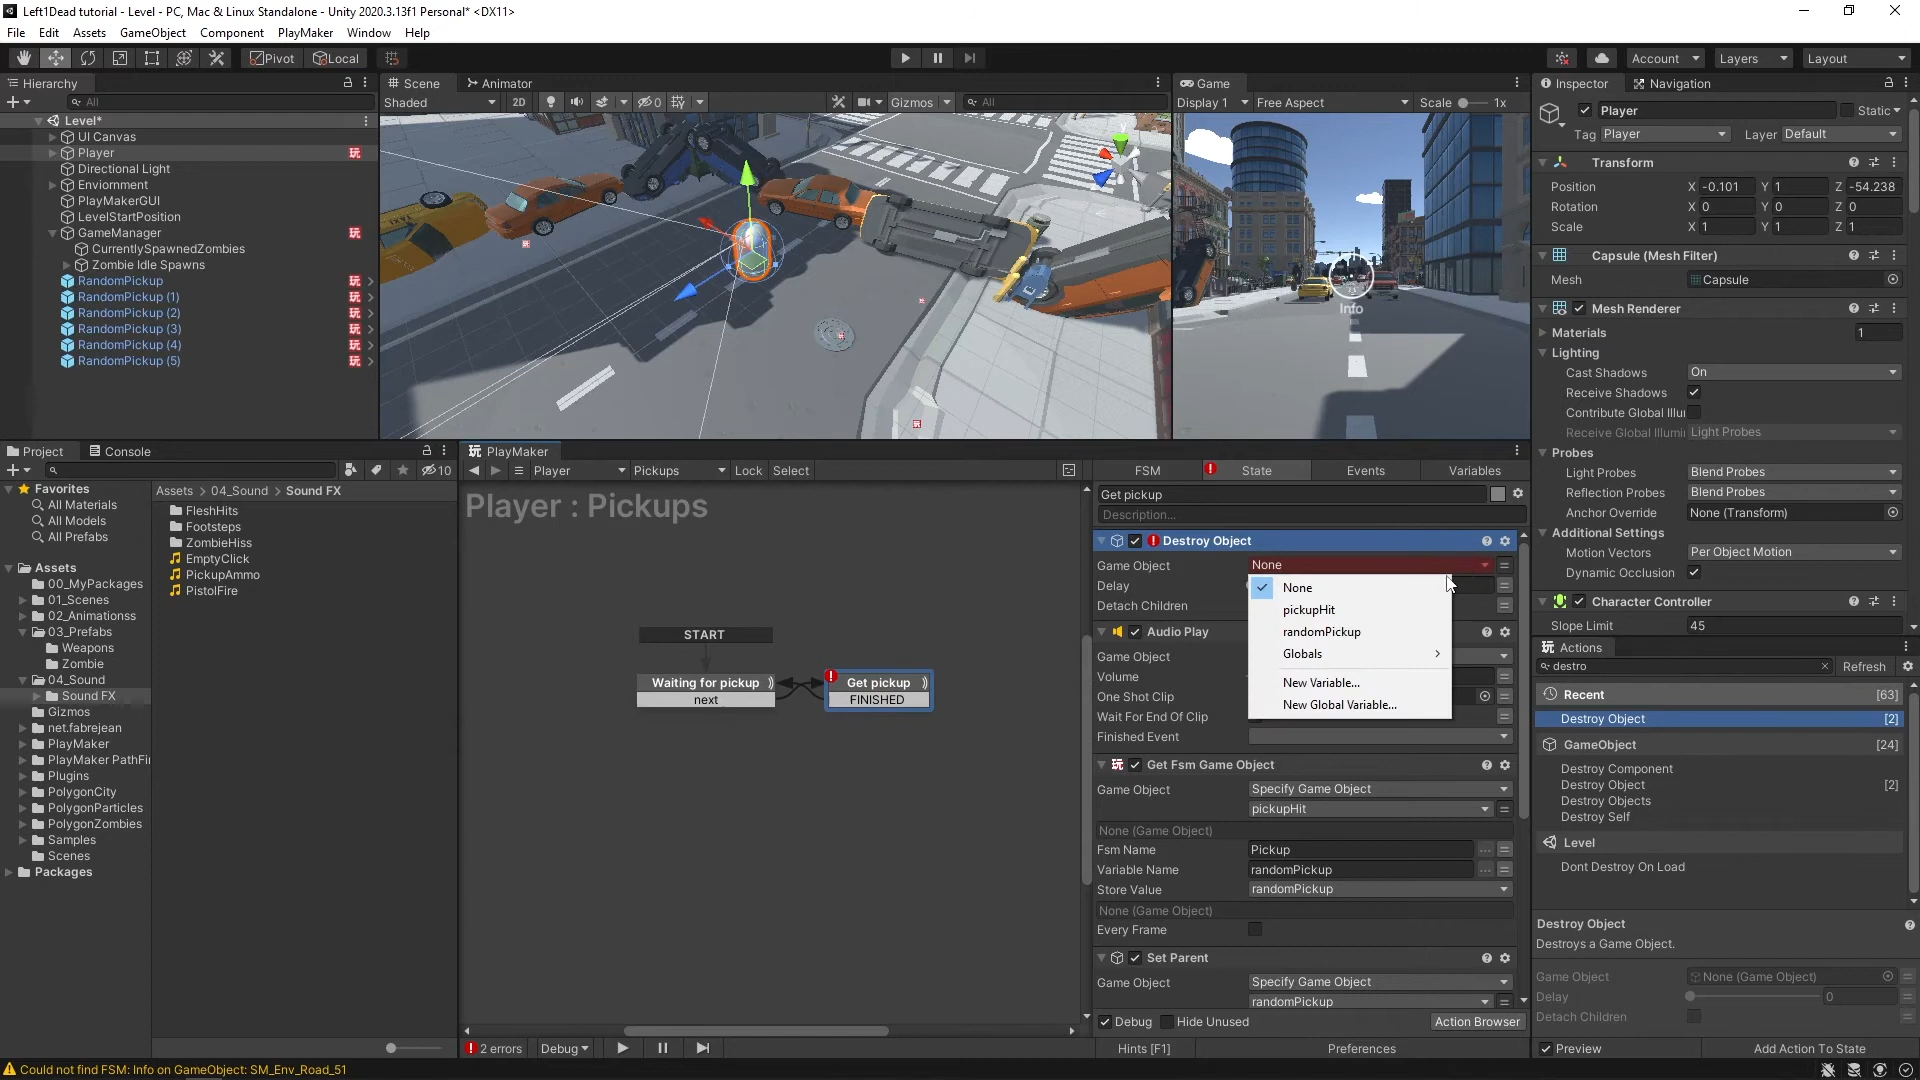 Left1Dead tutorial - Level - PC, Mac & Linux Standalone - Unity 2020.3.13f1 Personal* <DX11>
File Edit Assets GameObject Component PlayMaker Window Help
Pivot Local Account Layers Layout
Hierarchy
All
Level*
UI Canvas
Player
Directional Light
Enviornment
PlayMakerGUI
LevelStartPosition
GameManager
CurrentlySpawnedZombies
Zombie Idle Spawns
RandomPickup
RandomPickup (1)
RandomPickup (2)
RandomPickup (3)
RandomPickup (4)
RandomPickup (5)
Scene Animator
Shaded 2D 0 Gizmos All
Game
Display 1 Free Aspect Scale 1x
Info
Inspector Navigation
Player Static
Tag Player Layer Default
Transform
Position X -0.101 Y 1 Z -54.238
Rotation X 0 Y 0 Z 0
Scale X 1 Y 1 Z 1
Capsule (Mesh Filter)
Mesh Capsule
Mesh Renderer
Materials 1
Lighting
Cast Shadows On
Receive Shadows
Contribute Global Illu
Receive Global Illumi Light Probes
Probes
Light Probes Blend Probes
Reflection Probes Blend Probes
Anchor Override None (Transform)
Additional Settings
Motion Vectors Per Object Motion
Dynamic Occlusion
Character Controller
Slope Limit 45
Project Console
10
Favorites
All Materials
All Models
All Prefabs
Assets
00_MyPackages
01_Scenes
02_Animationss
03_Prefabs
Weapons
Zombie
04_Sound
Sound FX
Gizmos
net.fabrejean
PlayMaker
PlayMaker PathFi
Plugins
PolygonCity
PolygonParticles
PolygonZombies
Samples
Scenes
Packages
Assets > 04_Sound > Sound FX
FleshHits
Footsteps
ZombieHiss
EmptyClick
PickupAmmo
PistolFire
PlayMaker
Player Pickups Lock Select
Player : Pickups
START
Waiting for pickup
next
Get pickup
FINISHED
2 errors Debug
FSM State Events Variables
Get pickup
Description...
Destroy Object
Game Object None
Delay
Detach Children
None
pickupHit
randomPickup
Globals
New Variable...
New Global Variable...
Audio Play
Game Object
Volume
One Shot Clip
Wait For End Of Clip
Finished Event
Get Fsm Game Object
Game Object Specify Game Object
pickupHit
None (Game Object)
Fsm Name Pickup
Variable Name randomPickup
Store Value randomPickup
None (Game Object)
Every Frame
Set Parent
Game Object Specify Game Object
randomPickup
Debug Hide Unused Action Browser
Hints [F1] Preferences
Actions
destro Refresh
Recent [63]
Destroy Object [2]
GameObject [24]
Destroy Component
Destroy Object [2]
Destroy Objects
Destroy Self
Level
Dont Destroy On Load
Destroy Object
Destroys a Game Object.
Game Object None (Game Object)
Delay 0
Detach Children
Preview Add Action To State
Could not find FSM: Info on GameObject: SM_Env_Road_51